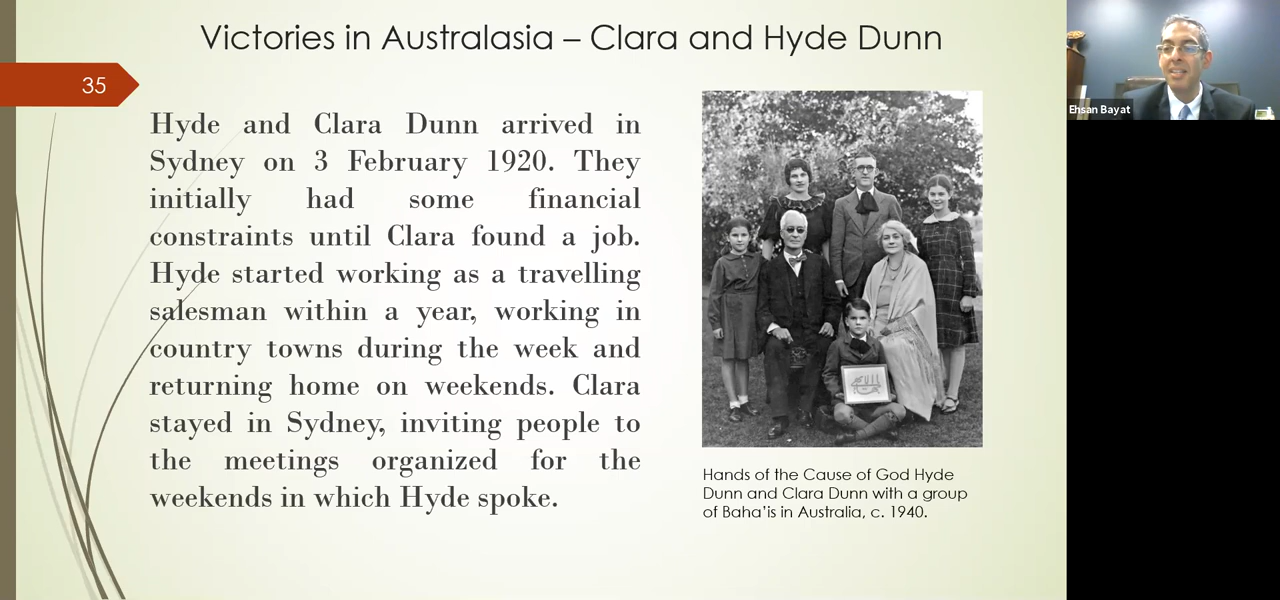 Victories in Australasia – Clara and Hyde Dunn
35
Hyde and Clara Dunn arrived in
Sydney on 3 February 1920. They
initially had some financial
constraints until Clara found a job.
Hyde started working as a travelling
salesman within a year, working in
country towns during the week and
returning home on weekends. Clara
stayed in Sydney, inviting people to
the meetings organized for the
weekends in which Hyde spoke.
Hands of the Cause of God Hyde
Dunn and Clara Dunn with a group
of Baha'is in Australia, c. 1940.
Ehsan Bayat